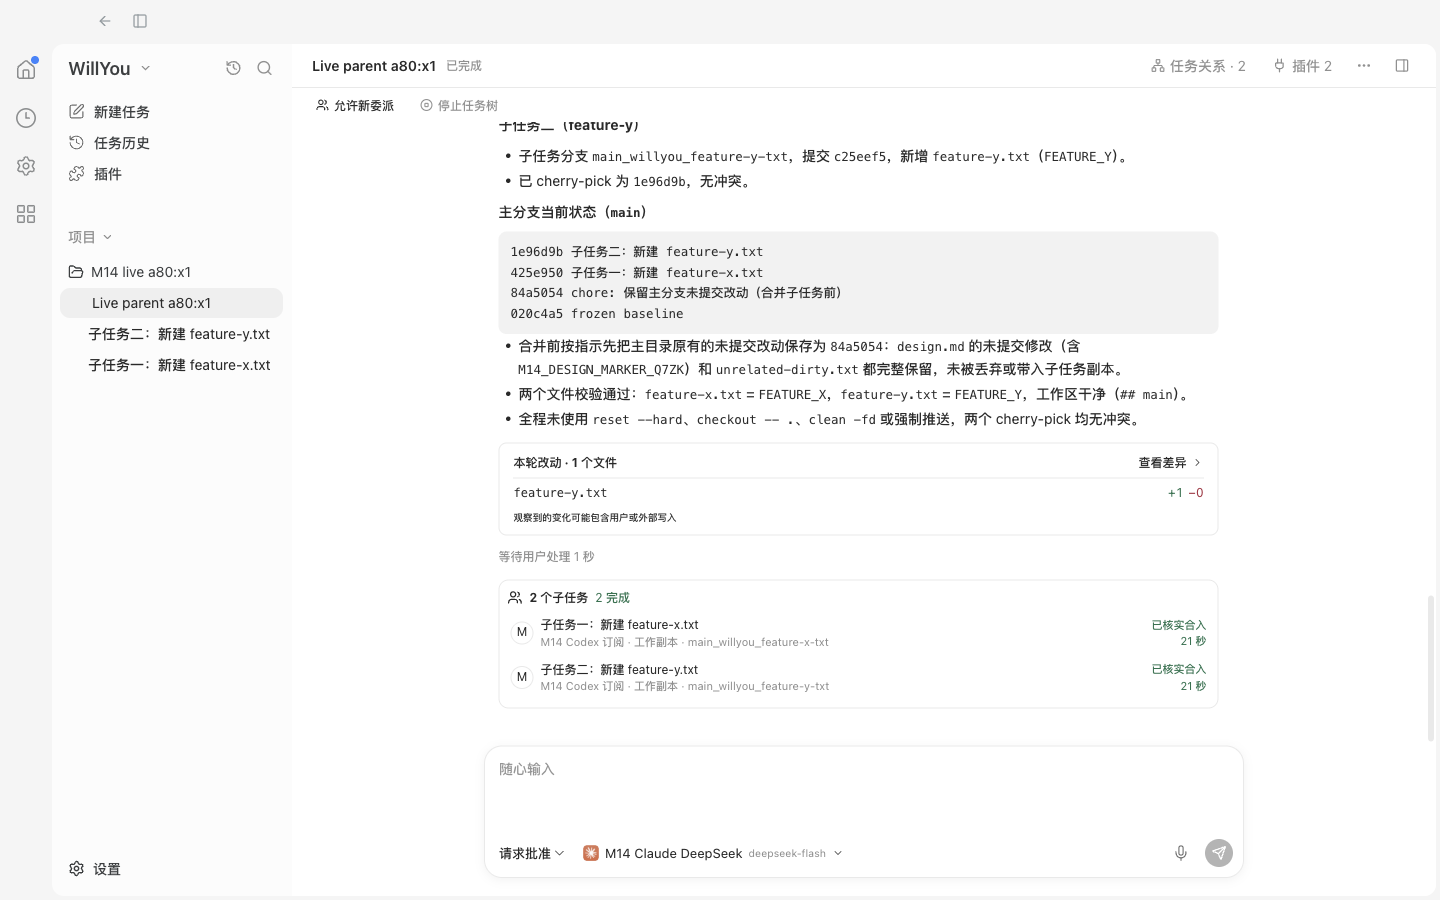 WillYou
新建任务
任务历史
插件
项目
M14 live a80:x1
Live parent a80:x1
子任务二：新建 feature-y.txt
子任务一：新建 feature-x.txt
设置
Live parent a80:x1 已完成
任务关系 · 2
插件 2
允许新委派
停止任务树
子任务二（feature-y）
• 子任务分支 main_willyou_feature-y-txt，提交 c25eef5，新增 feature-y.txt（FEATURE_Y）。
• 已 cherry-pick 为 1e96d9b，无冲突。
主分支当前状态（main）
1e96d9b 子任务二：新建 feature-y.txt
425e950 子任务一：新建 feature-x.txt
84a5054 chore: 保留主分支未提交改动（合并子任务前）
020c4a5 frozen baseline
• 合并前按指示先把主目录原有的未提交改动保存为 84a5054：design.md 的未提交修改（含
M14_DESIGN_MARKER_Q7ZK）和 unrelated-dirty.txt 都完整保留，未被丢弃或带入子任务副本。
• 两个文件校验通过：feature-x.txt = FEATURE_X，feature-y.txt = FEATURE_Y，工作区干净（## main）。
• 全程未使用 reset --hard、checkout -- .、clean -fd 或强制推送，两个 cherry-pick 均无冲突。
本轮改动 · 1 个文件
查看差异
feature-y.txt
+1 −0
观察到的变化可能包含用户或外部写入
等待用户处理 1 秒
2 个子任务 2 完成
M
子任务一：新建 feature-x.txt
已核实合入
M14 Codex 订阅 · 工作副本 · main_willyou_feature-x-txt
21 秒
M
子任务二：新建 feature-y.txt
已核实合入
M14 Codex 订阅 · 工作副本 · main_willyou_feature-y-txt
21 秒
随心输入
请求批准
M14 Claude DeepSeek deepseek-flash